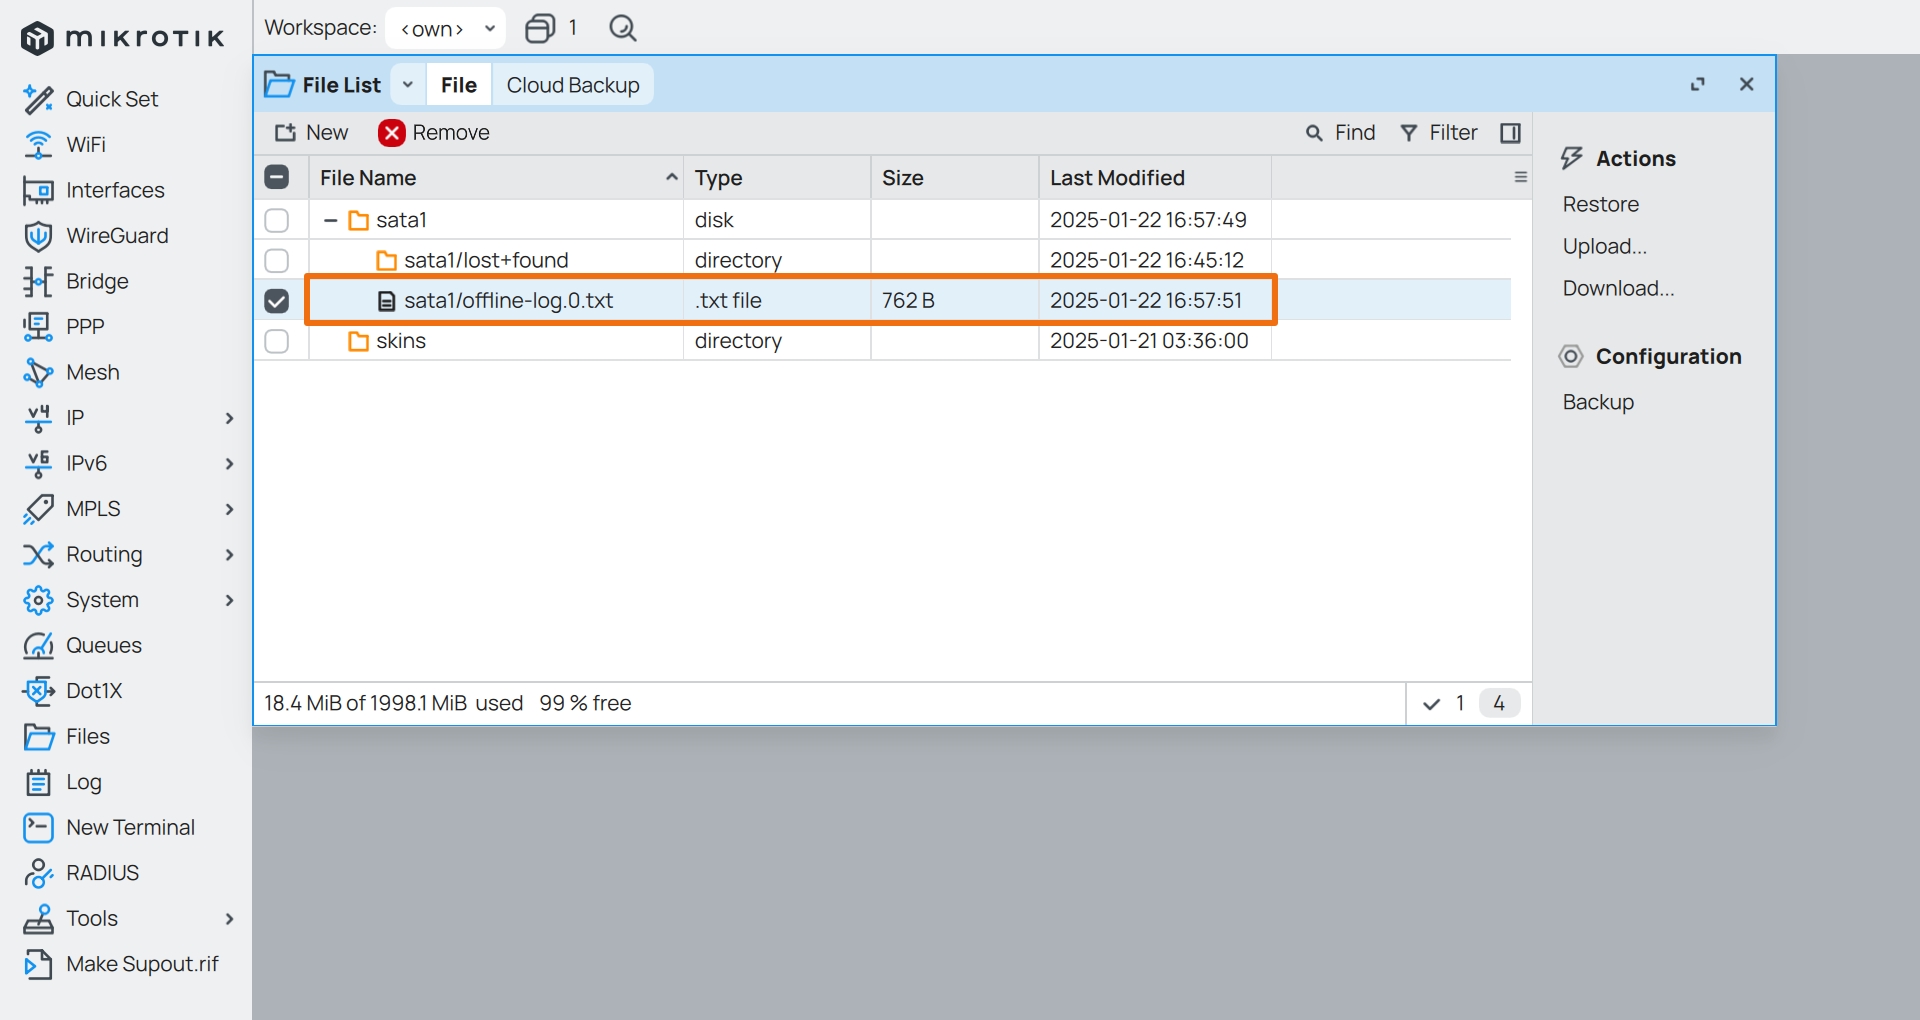 mikrotik
Workspace: <own> 1
Quick Set
WiFi
Interfaces
WireGuard
Bridge
PPP
Mesh
v4 IP
v6 IPv6
MPLS
Routing
System
Queues
Dot1X
Files
Log
New Terminal
RADIUS
Tools
Make Supout.rif
File List File Cloud Backup
New Remove Find Filter
File Name Type Size Last Modified
sata1 disk 2025-01-22 16:57:49
sata1/lost+found directory 2025-01-22 16:45:12
sata1/offline-log.0.txt .txt file 762 B 2025-01-22 16:57:51
skins directory 2025-01-21 03:36:00
18.4 MiB of 1998.1 MiB used 99 % free 1 4
Actions
Restore
Upload...
Download...
Configuration
Backup